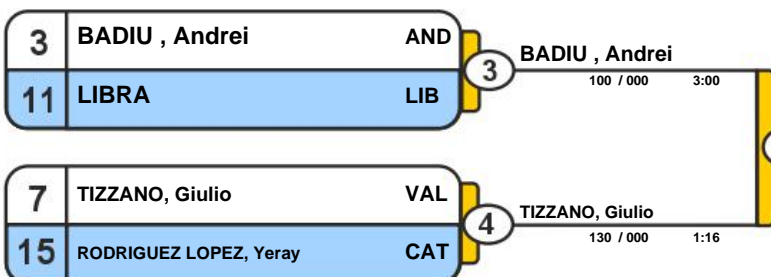 3 BADIU , Andrei AND
11 LIBRA LIB
3
BADIU , Andrei
100 / 000 3:00
7 TIZZANO, Giulio VAL
15 RODRIGUEZ LOPEZ, Yeray CAT
4
TIZZANO, Giulio
130 / 000 1:16